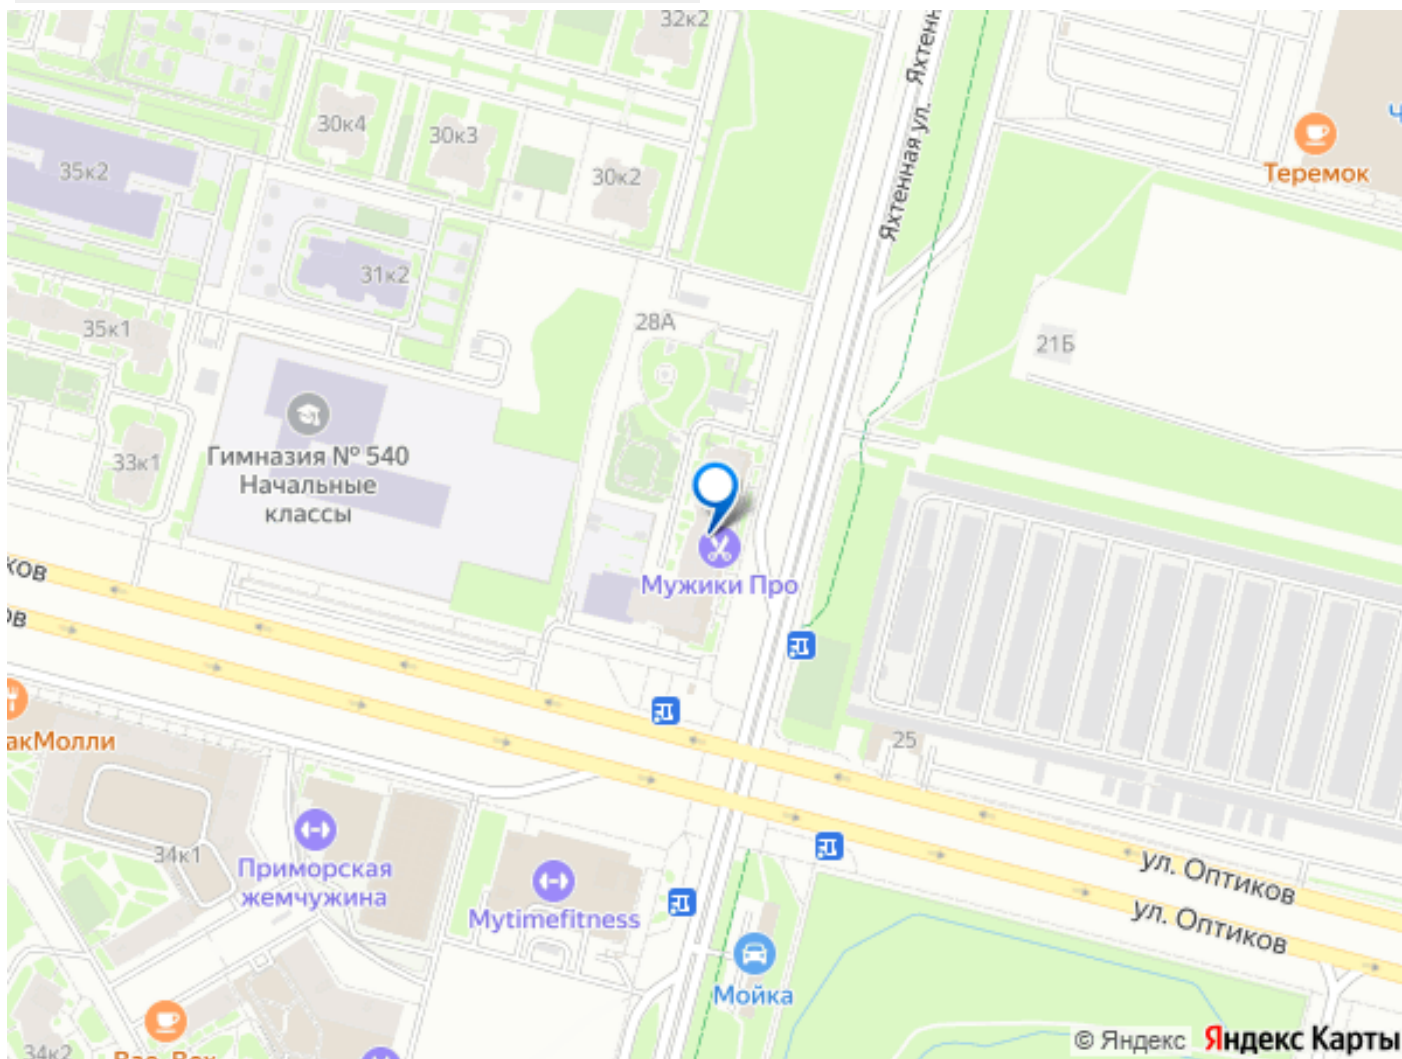 32к2
Яхтенн
Яхтенная ул.
30к4
30к3
30к2
35к2
Теремок
31к2
35к1
28А
21Б
Гимназия № 540
Начальные
классы
33к1
Мужики Про
ков
ов
25
акМолли
34к1
Приморская
жемчужина
Mytimefitness
ул. Оптиков
ул. Оптиков
Мойка
34к2
© Яндекс Яндекс Карты